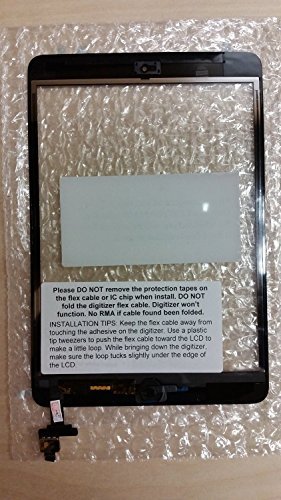 Please DO NOT remove the protection tapes on
the flex cable or IC chip when install. DO NOT
fold the digitizer flex cable. Digitizer won't
function. No RMA if cable found been folded.
INSTALLATION TIPS: Keep the flex cable away from
touching the adhesive on the digitizer. Use a plastic
tip tweezers to push the flex cable toward the LCD to
make a little loop. While bringing down the digitizer,
make sure the loop tucks slightly under the edge of
the LCD.